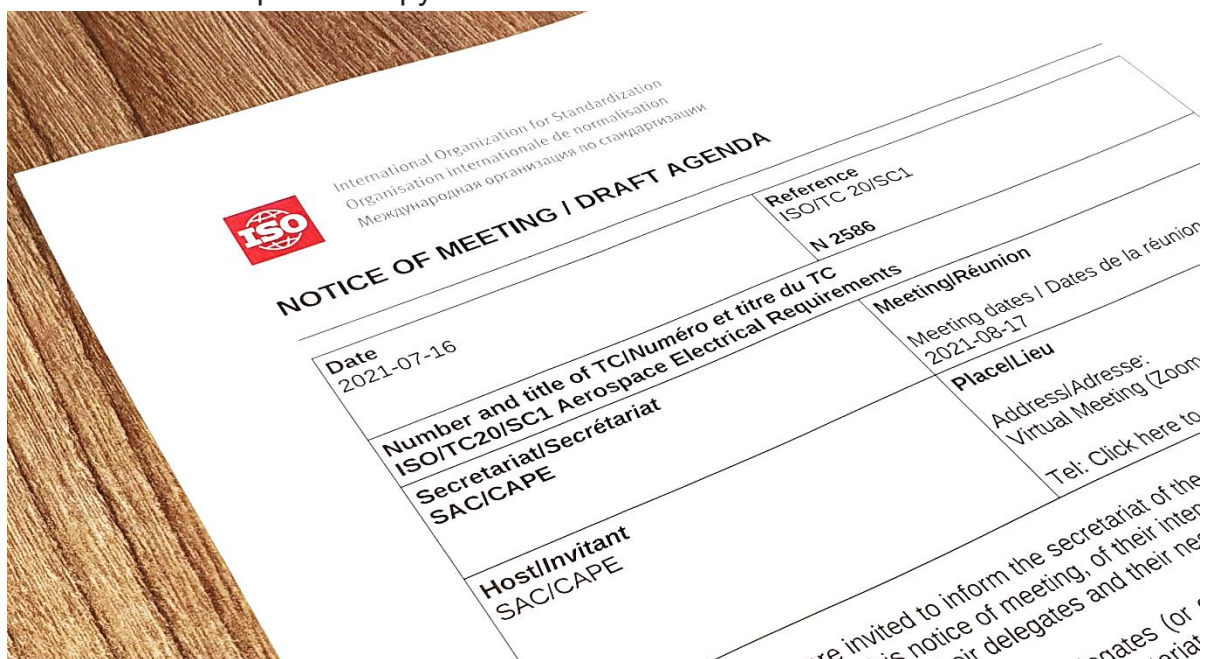 ISO
International Organization for Standardization
Organisation internationale de normalisation
Международная организация по стандартизации
NOTICE OF MEETING / DRAFT AGENDA
Date
2021-07-16
Reference
ISO/TC 20/SC1
N 2586
Number and title of TC/Numéro et titre du TC
ISO/TC20/SC1 Aerospace Electrical Requirements
Secretariat/Secrétariat
SAC/CAPE
Meeting/Réunion
Meeting dates / Dates de la réunion
2021-08-17
Host/Invitant
SAC/CAPE
Place/Lieu
Address/Adresse:
Virtual Meeting (Zoom
Tel: Click here to
invited to inform the secretariat of the
notice of meeting, of their
delegates and their
(or